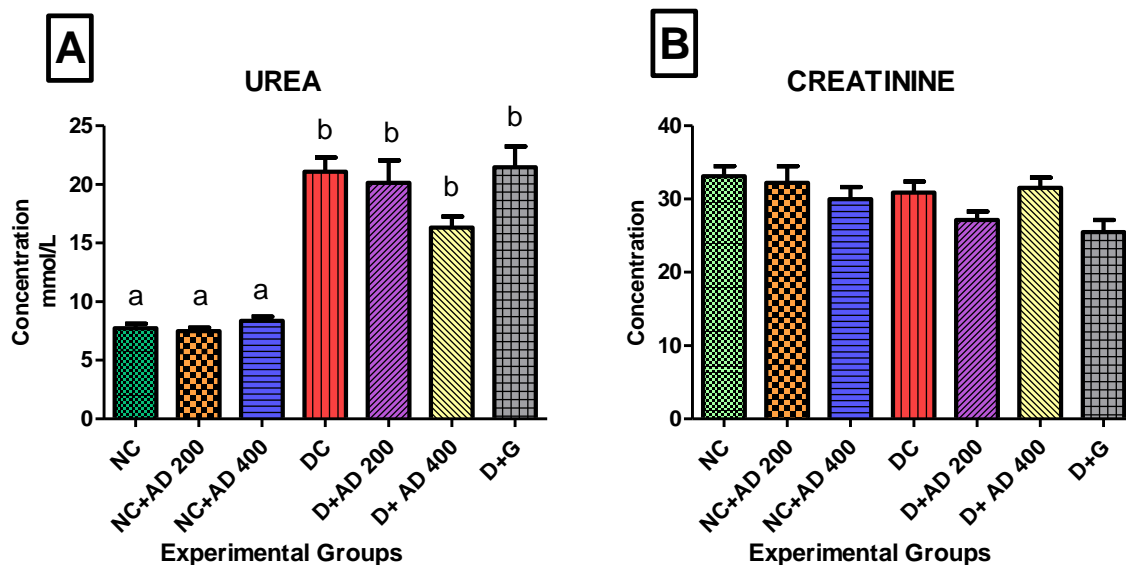 A
UREA
Concentration
mmol/L
25
20
15
10
5
0
a
a
a
b
b
b
b
NC
NC+AD 200
NC+AD 400
DC
D+AD 200
D+ AD 400
D+G
Experimental Groups
B
CREATININE
Concentration
40
30
20
10
0
NC
NC+AD 200
NC+AD 400
DC
D+AD 200
D+ AD 400
D+G
Experimental Groups